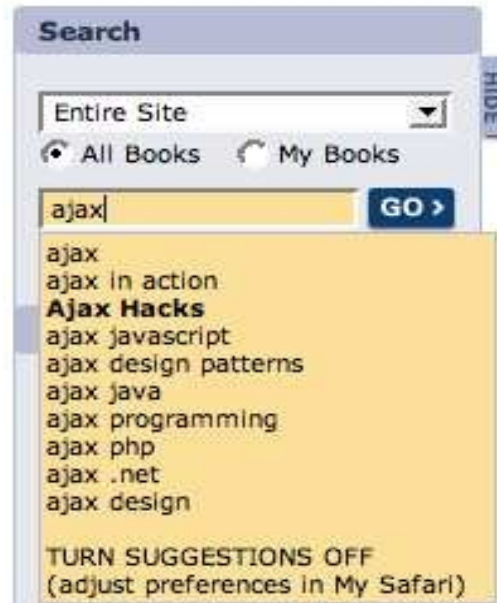 Search
HIDE
Entire Site
All Books My Books
ajax
GO >
ajax
ajax in action
Ajax Hacks
ajax javascript
ajax design patterns
ajax java
ajax programming
ajax php
ajax .net
ajax design
TURN SUGGESTIONS OFF
(adjust preferences in My Safari)